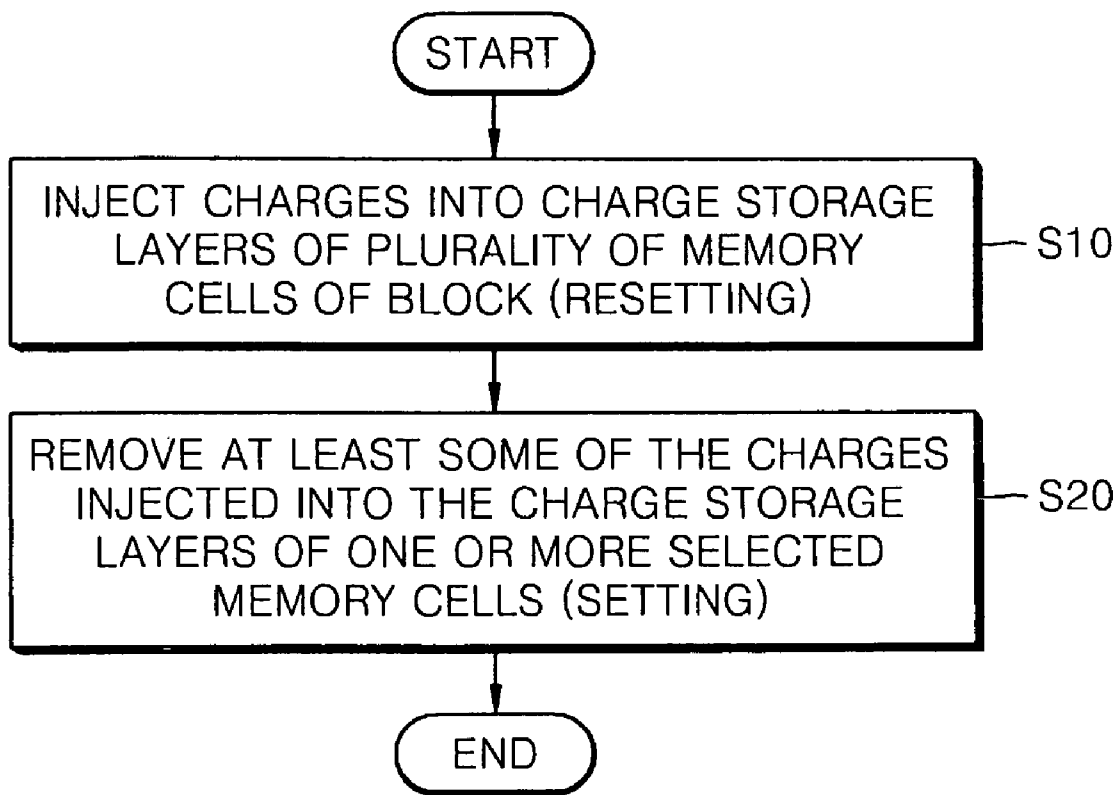 START
INJECT CHARGES INTO CHARGE STORAGE
LAYERS OF PLURALITY OF MEMORY
CELLS OF BLOCK (RESETTING)
S10
REMOVE AT LEAST SOME OF THE CHARGES
INJECTED INTO THE CHARGE STORAGE
LAYERS OF ONE OR MORE SELECTED
MEMORY CELLS (SETTING)
S20
END